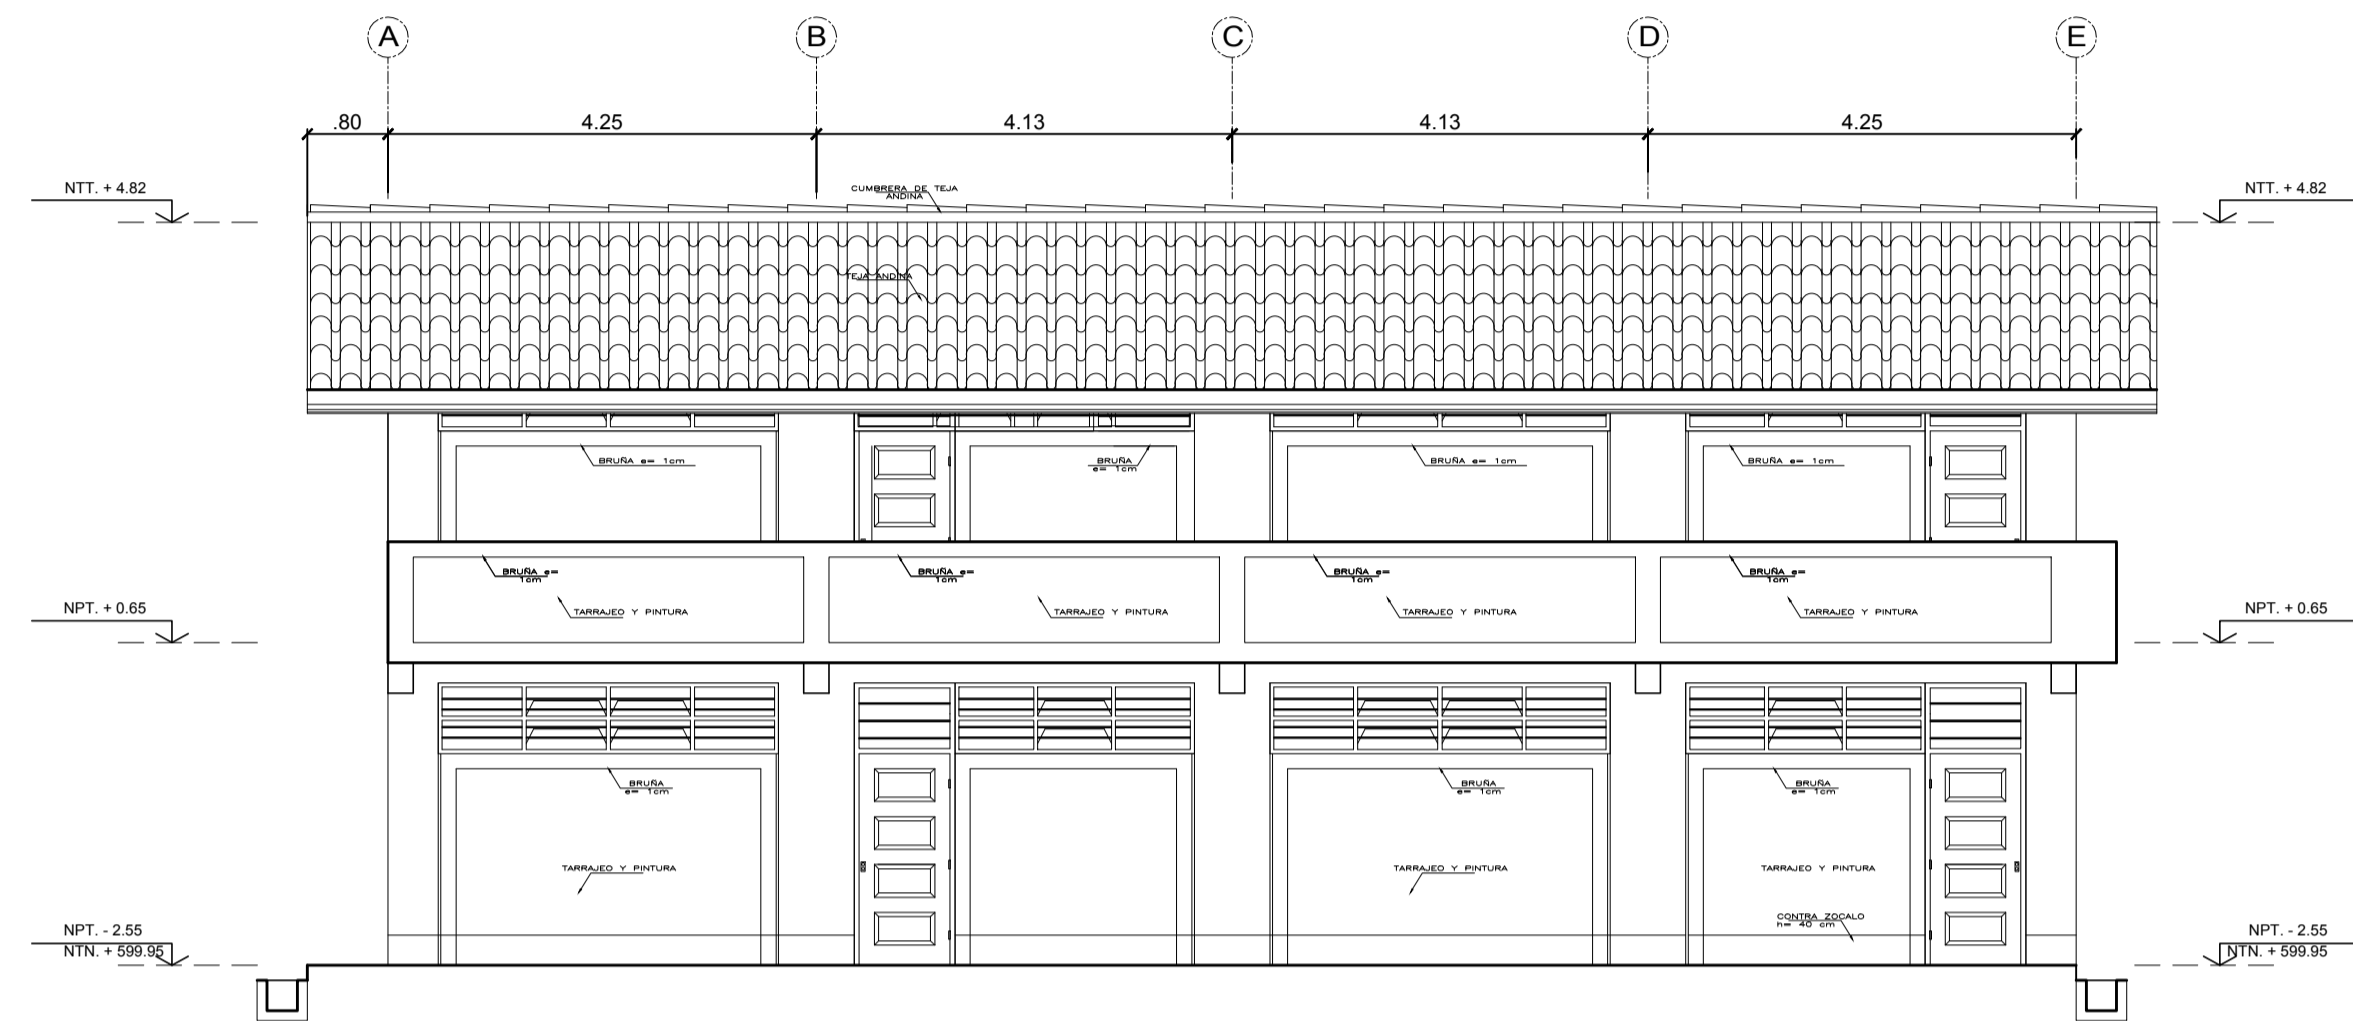 A B C D E
.80 4.25 4.13 4.13 4.25
NTT. + 4.82
CUMBRERA DE TEJA
ANDINA
NTT. + 4.82
TEJA ANDINA
BRUÑA e= 1cm
BRUÑA
e= 1cm
BRUÑA e= 1cm
BRUÑA e= 1cm
BRUÑA e=
1cm
BRUÑA e=
1cm
BRUÑA e=
1cm
BRUÑA e=
1cm
NPT. + 0.65
TARRAJEO Y PINTURA
TARRAJEO Y PINTURA
TARRAJEO Y PINTURA
TARRAJEO Y PINTURA
NPT. + 0.65
BRUÑA
e= 1cm
BRUÑA
e= 1cm
BRUÑA
e= 1cm
TARRAJEO Y PINTURA
TARRAJEO Y PINTURA
TARRAJEO Y PINTURA
CONTRA ZOCALO
h= 40 cm
NPT. - 2.55
NTN. + 599.95
NPT. - 2.55
NTN. + 599.95